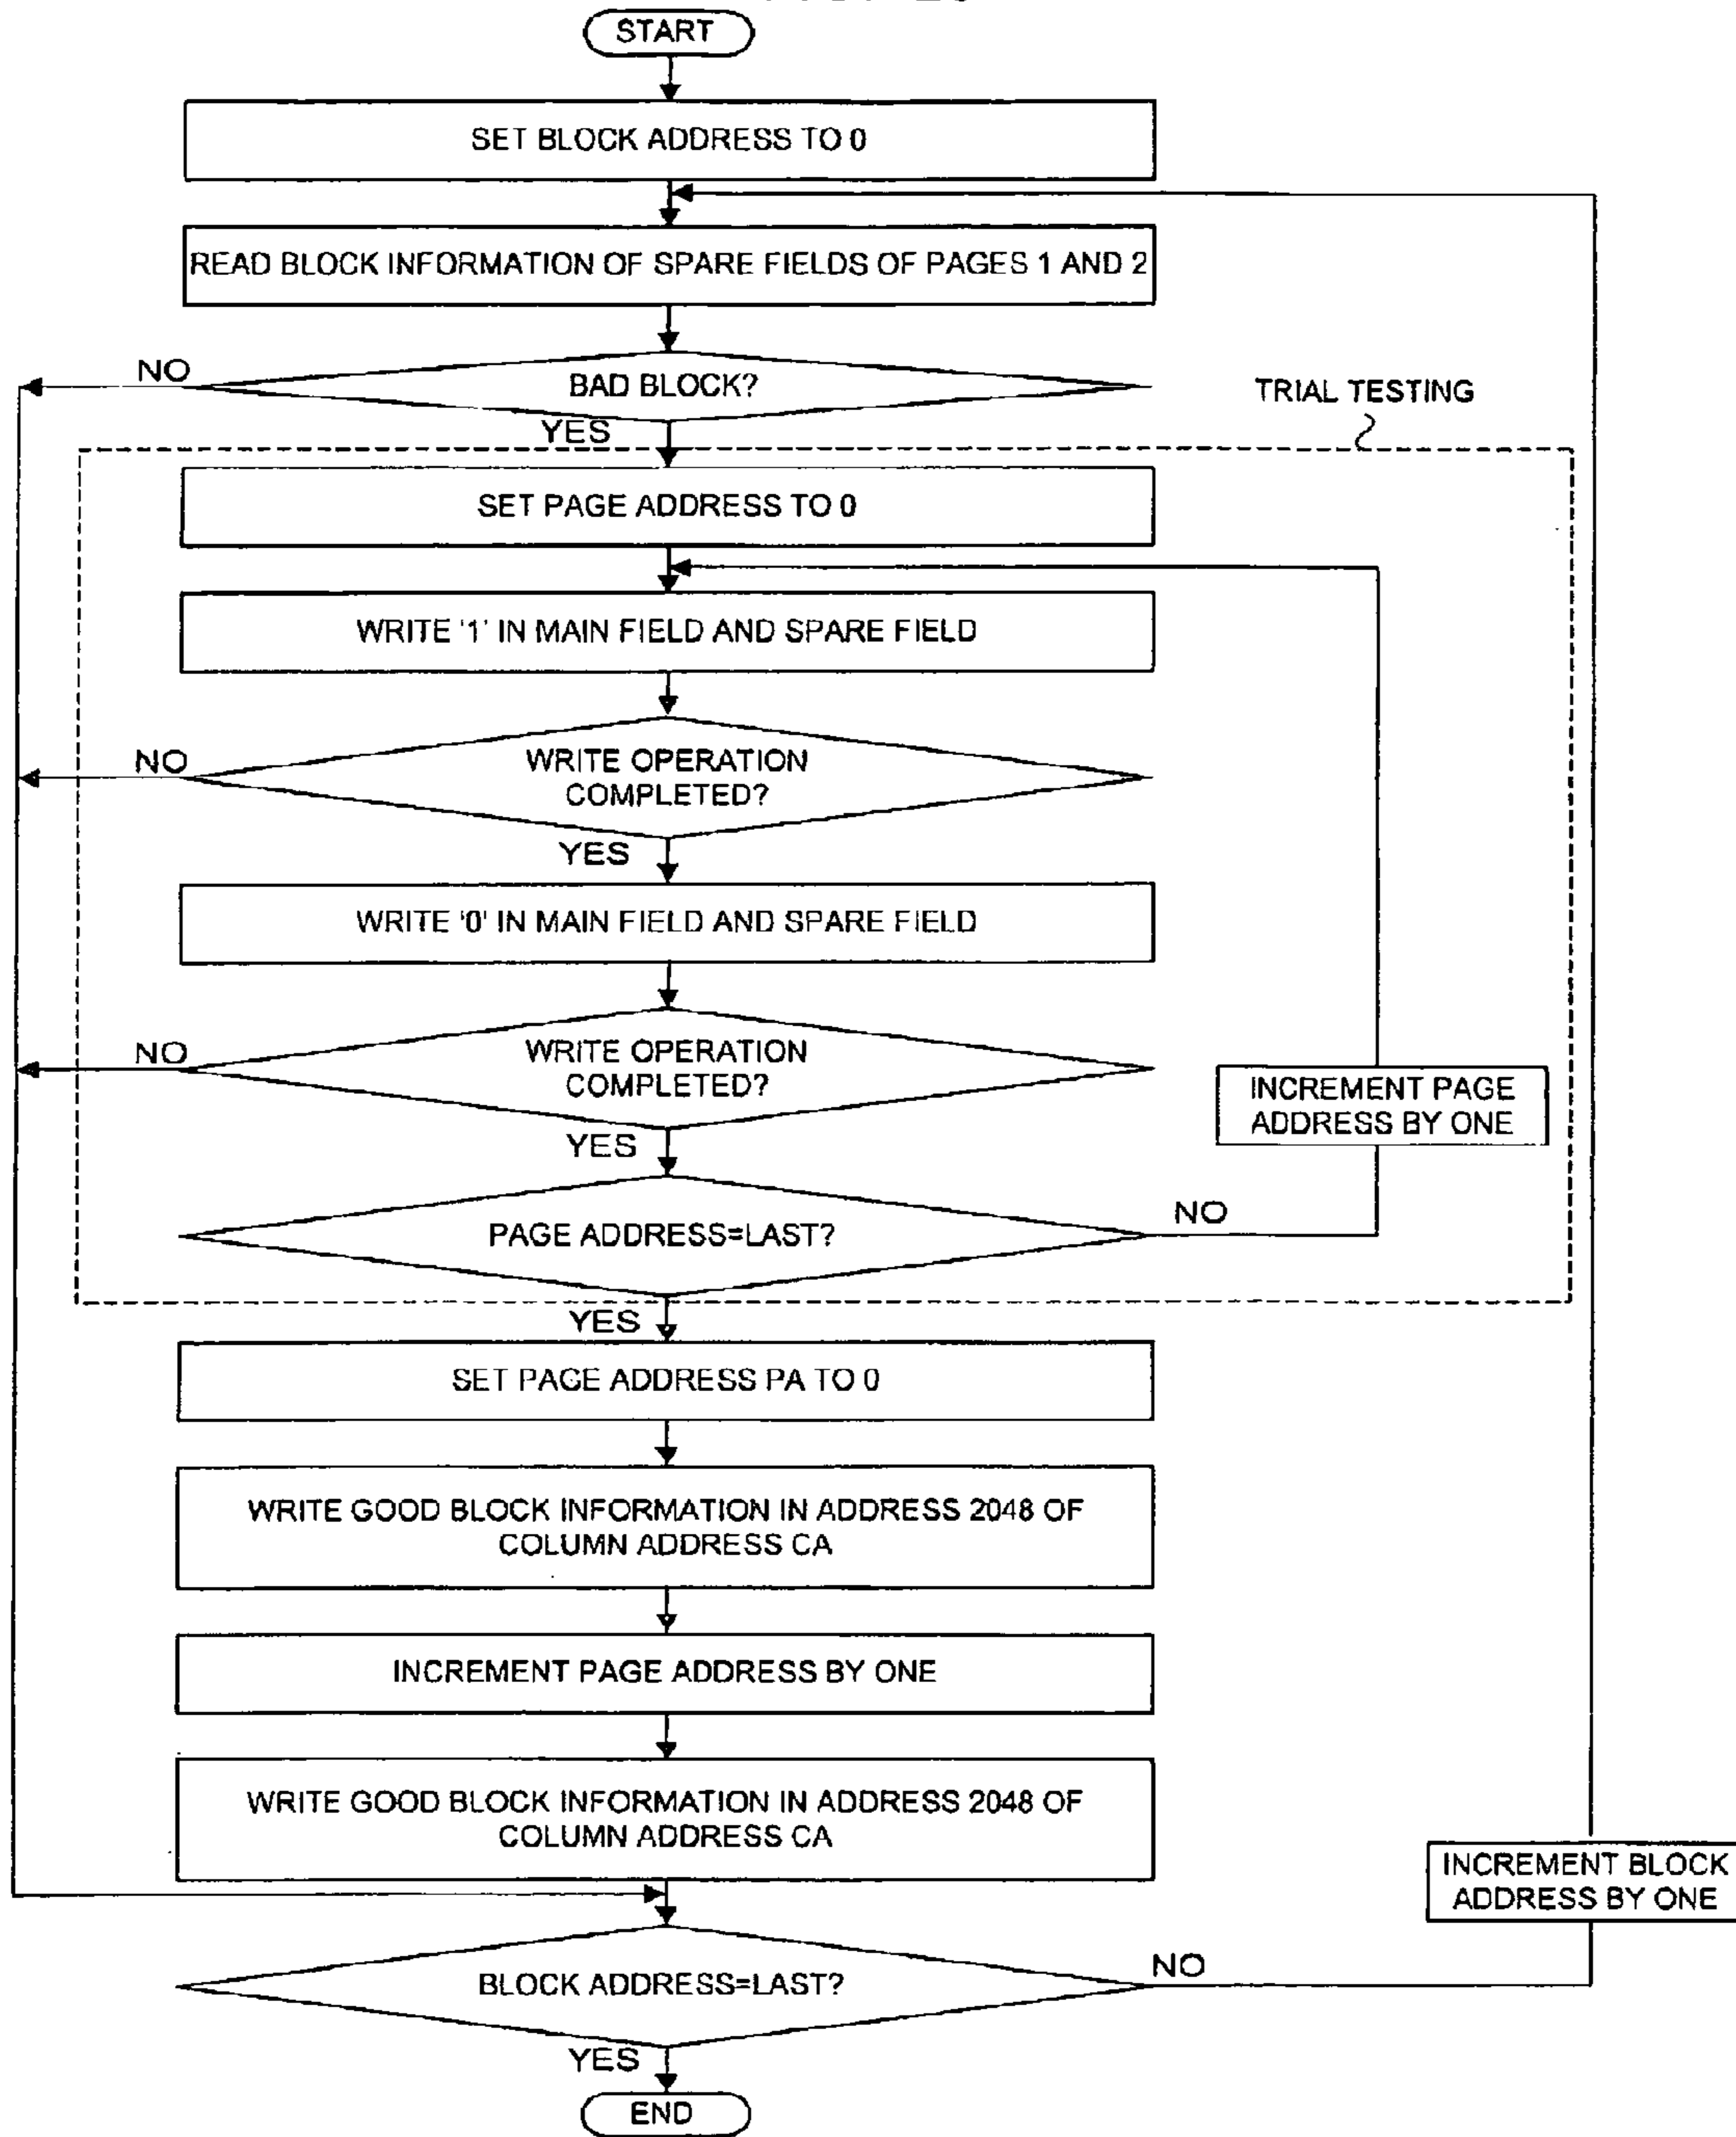 START
SET BLOCK ADDRESS TO 0
READ BLOCK INFORMATION OF SPARE FIELDS OF PAGES 1 AND 2
NO
BAD BLOCK?
TRIAL TESTING
YES
SET PAGE ADDRESS TO 0
WRITE '1' IN MAIN FIELD AND SPARE FIELD
NO
WRITE OPERATION
COMPLETED?
YES
WRITE '0' IN MAIN FIELD AND SPARE FIELD
NO
WRITE OPERATION
COMPLETED?
INCREMENT PAGE
ADDRESS BY ONE
YES
PAGE ADDRESS=LAST?
NO
YES
SET PAGE ADDRESS PA TO 0
WRITE GOOD BLOCK INFORMATION IN ADDRESS 2048 OF
COLUMN ADDRESS CA
INCREMENT PAGE ADDRESS BY ONE
WRITE GOOD BLOCK INFORMATION IN ADDRESS 2048 OF
COLUMN ADDRESS CA
INCREMENT BLOCK
ADDRESS BY ONE
BLOCK ADDRESS=LAST?
NO
YES
END